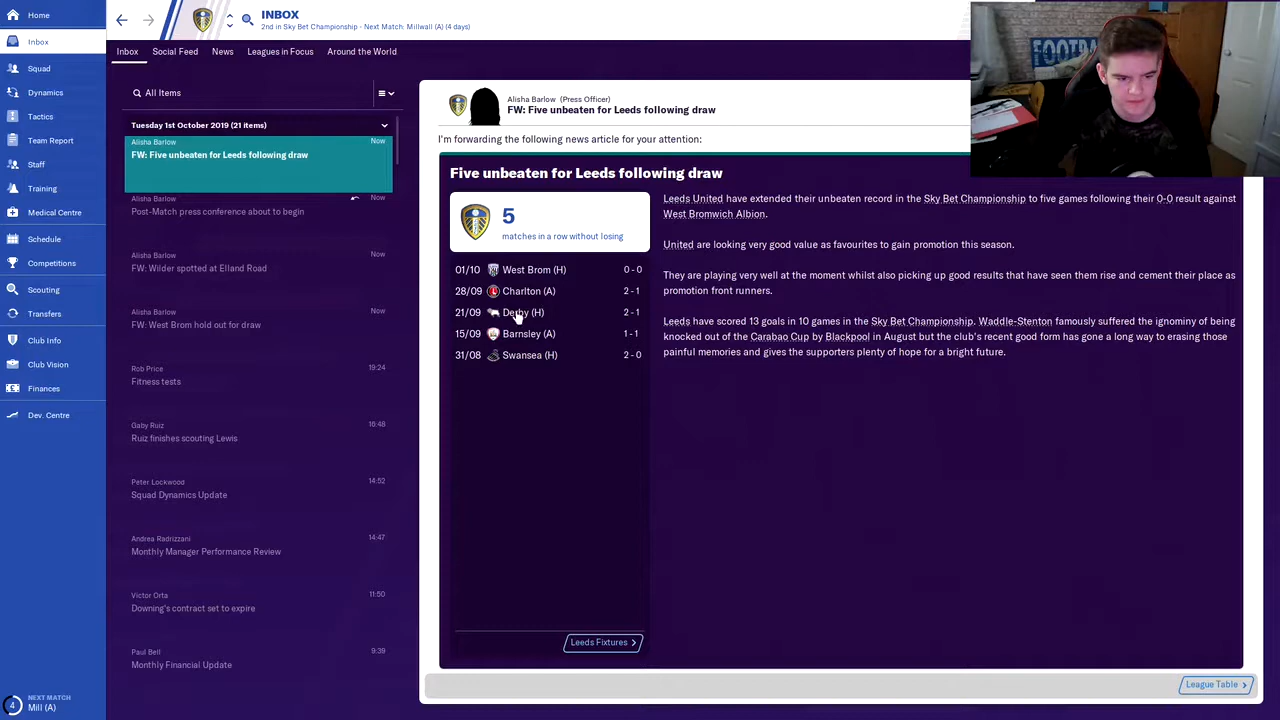 Home
Inbox
Squad
Dynamics
Tactics
Team Report
Staff
Training
Medical Centre
Schedule
Competitions
Scouting
Transfers
Club Info
Club Vision
Finances
Dev. Centre
4
NEXT MATCH
Mill (A)
INBOX
2nd in Sky Bet Championship - Next Match: Millwall (A) (4 days)
Inbox Social Feed News Leagues in Focus Around the World
All Items
Tuesday 1st October 2019 (21 items)
Alisha Barlow Now
FW: Five unbeaten for Leeds following draw
Alisha Barlow Now
Post-Match press conference about to begin
Alisha Barlow Now
FW: Wilder spotted at Elland Road
Alisha Barlow Now
FW: West Brom hold out for draw
Rob Price 19:24
Fitness tests
Gaby Ruiz 16:48
Ruiz finishes scouting Lewis
Peter Lockwood 14:52
Squad Dynamics Update
Andrea Radrizzani 14:47
Monthly Manager Performance Review
Victor Orta 11:50
Downing's contract set to expire
Paul Bell 9:39
Monthly Financial Update
Alisha Barlow (Press Officer)
FW: Five unbeaten for Leeds following draw
I'm forwarding the following news article for your attention:
Five unbeaten for Leeds following draw
5
matches in a row without losing
01/10 West Brom (H) 0 - 0
28/09 Charlton (A) 2 - 1
21/09 Derby (H) 2 - 1
15/09 Barnsley (A) 1 - 1
31/08 Swansea (H) 2 - 0
Leeds Fixtures
Leeds United have extended their unbeaten record in the Sky Bet Championship to five games following their 0-0 result against
West Bromwich Albion.
United are looking very good value as favourites to gain promotion this season.
They are playing very well at the moment whilst also picking up good results that have seen them rise and cement their place as
promotion front runners.
Leeds have scored 13 goals in 10 games in the Sky Bet Championship. Waddle-Stenton famously suffered the ignominy of being
knocked out of the Carabao Cup by Blackpool in August but the club's recent good form has gone a long way to erasing those
painful memories and gives the supporters plenty of hope for a bright future.
League Table